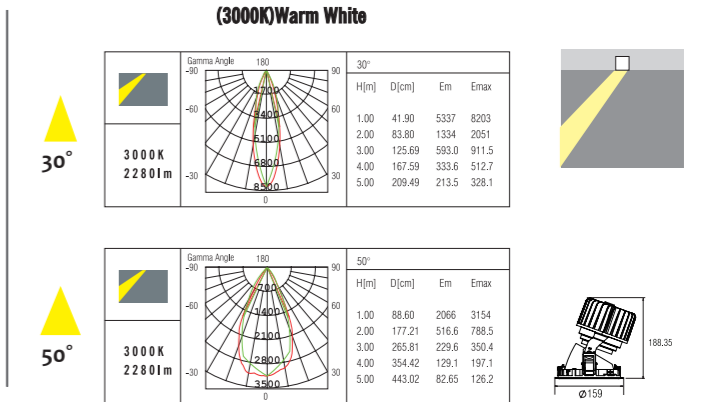 (3000K)Warm White
Gamma Angle 180
-90 90
-60 60
-30 30
0
1700
3400
5100
6800
8500
30°
3000K
2280lm
30°
H[m] D[cm] Em Emax
1.00 41.90 5337 8203
2.00 83.80 1334 2051
3.00 125.69 593.0 911.5
4.00 167.59 333.6 512.7
5.00 209.49 213.5 328.1
Gamma Angle 180
-90 90
-60 60
-30 30
0
700
1400
2100
2800
3500
50°
3000K
2280lm
50°
H[m] D[cm] Em Emax
1.00 88.60 2066 3154
2.00 177.21 516.6 788.5
3.00 265.81 229.6 350.4
4.00 354.42 129.1 197.1
5.00 443.02 82.65 126.2
188.35
Ø159